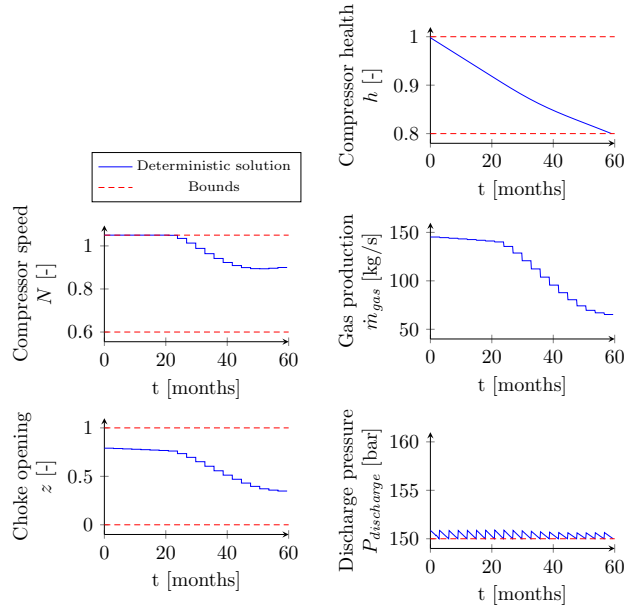 Compressor health
h [-]
1
0.9
0.8
0
20
40
60
t [months]
Deterministic solution
Bounds
Compressor speed
N [-]
1
0.8
0.6
0
20
40
60
t [months]
Gas production
ṁ_gas [kg/s]
150
100
50
0
20
40
60
t [months]
Choke opening
z [-]
1
0.5
0
0
20
40
60
t [months]
Discharge pressure
P_discharge [bar]
160
155
150
0
20
40
60
t [months]